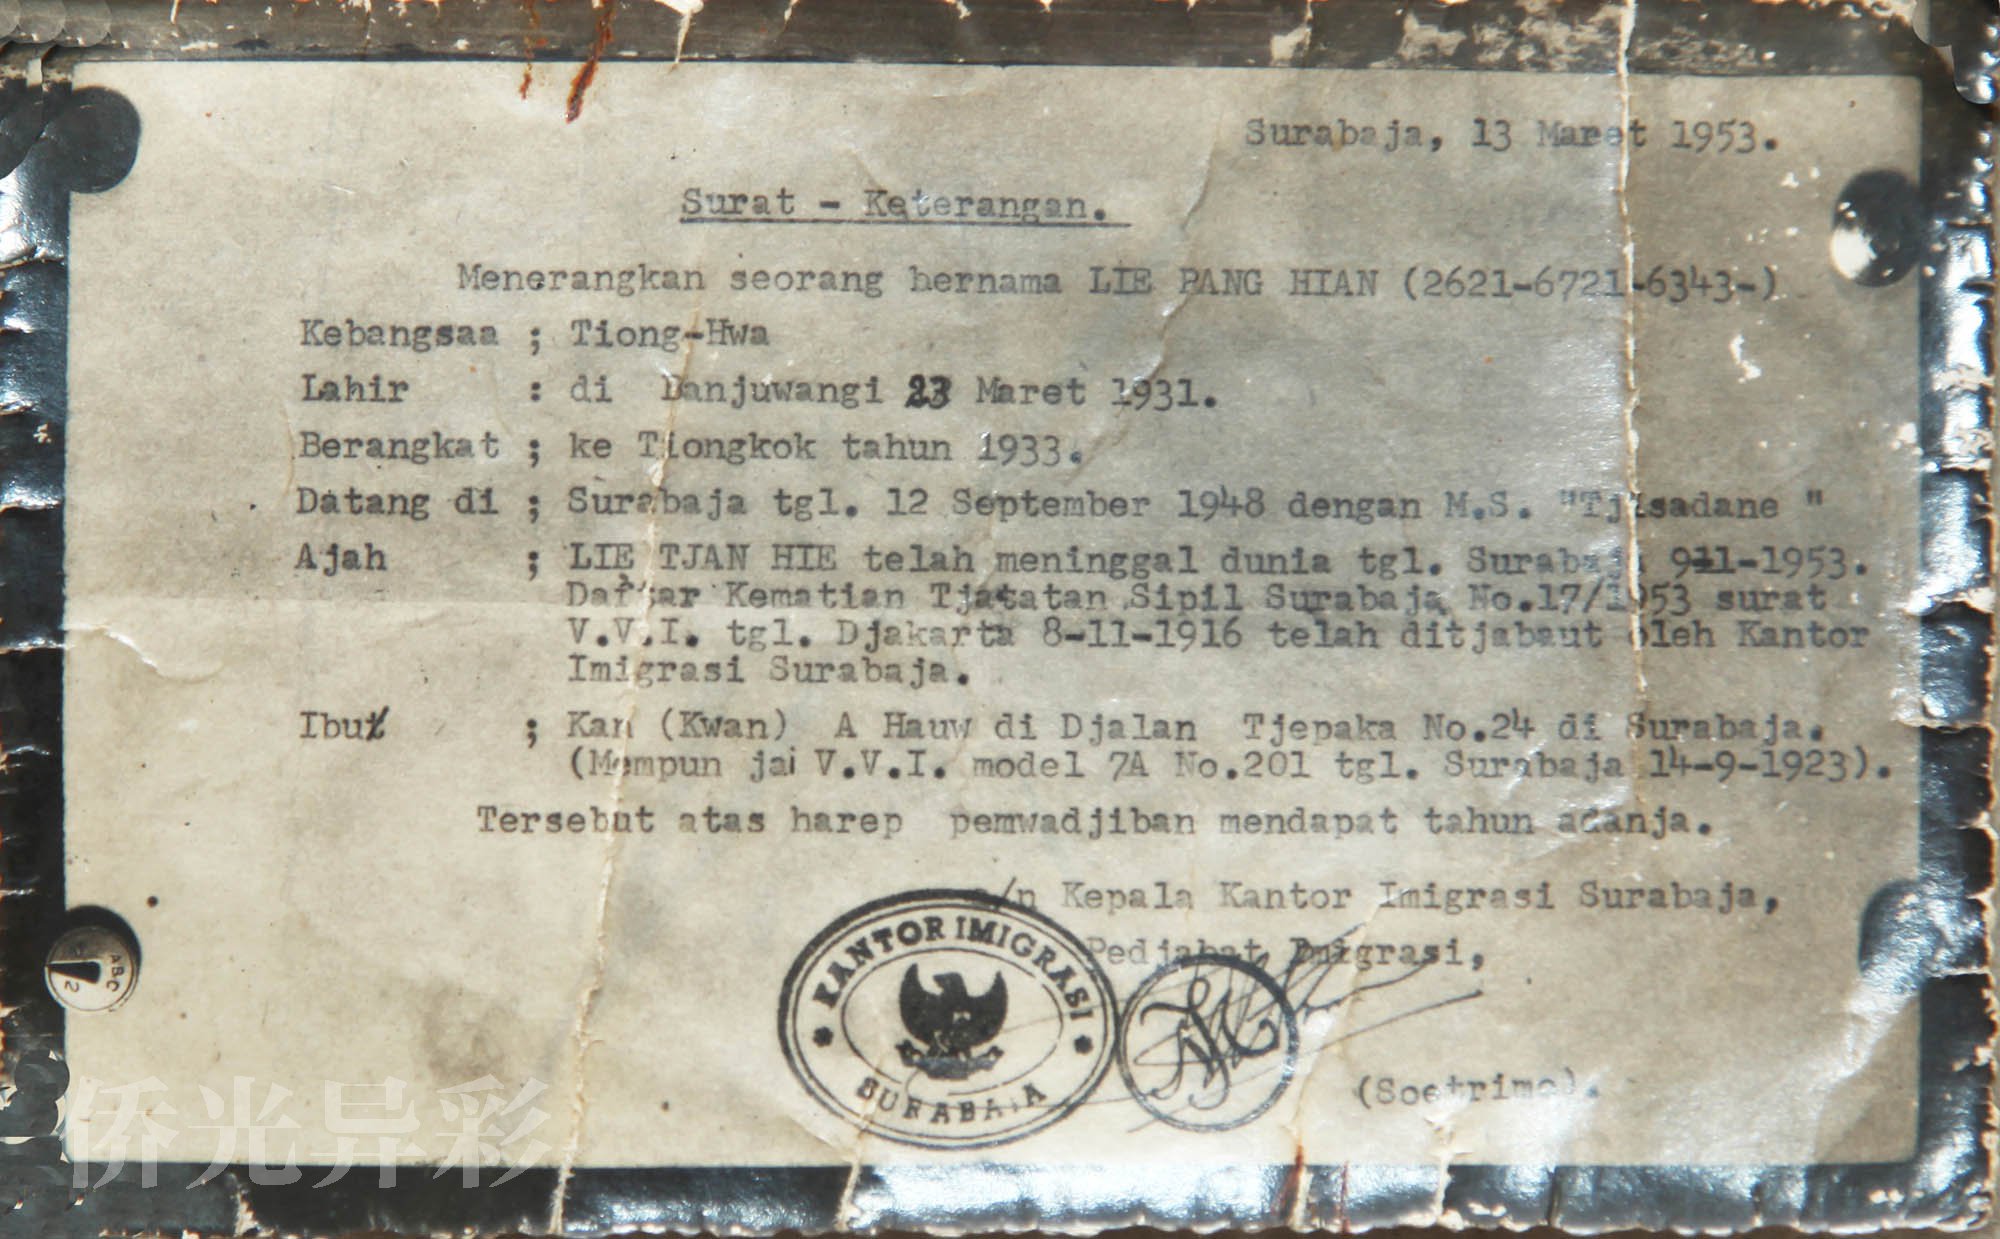 Surabaja, 13 Maret 1953.
Surat - Keterangan.
Menerangkan seorang bernama LIE PANG HIAN (2621-6721-6343-)
Kebangsaa ; Tiong-Hwa
Lahir : di Banjuwangi 23 Maret 1931.
Berangkat ; ke Tiongkok tahun 1933.
Datang di ; Surabaja tgl. 12 September 1948 dengan M.S. "Tjisadane "
Ajah ; LIE TJAN HIE telah meninggal dunia tgl. Surabaja 9-1-1953.
Daftar Kematian Tjatatan Sipil Surabaja No.17/1953 surat
V.V.I. tgl. Djakarta 8-11-1916 telah ditjabaut oleh Kantor
Imigrasi Surabaja.
Ibu ; Kan (Kwan) A Hauw di Djalan Tjepaka No.24 di Surabaja.
(Mempun jai V.V.I. model 7A No.201 tgl. Surabaja 14-9-1923).
Tersebut atas harep pemwadjiban mendapat tahun adanja.
a/n Kepala Kantor Imigrasi Surabaja,
Pedjabat Imigrasi,
KANTOR IMIGRASI
SURABAJA
(Soetrimo).
ABC
2
侨光异彩